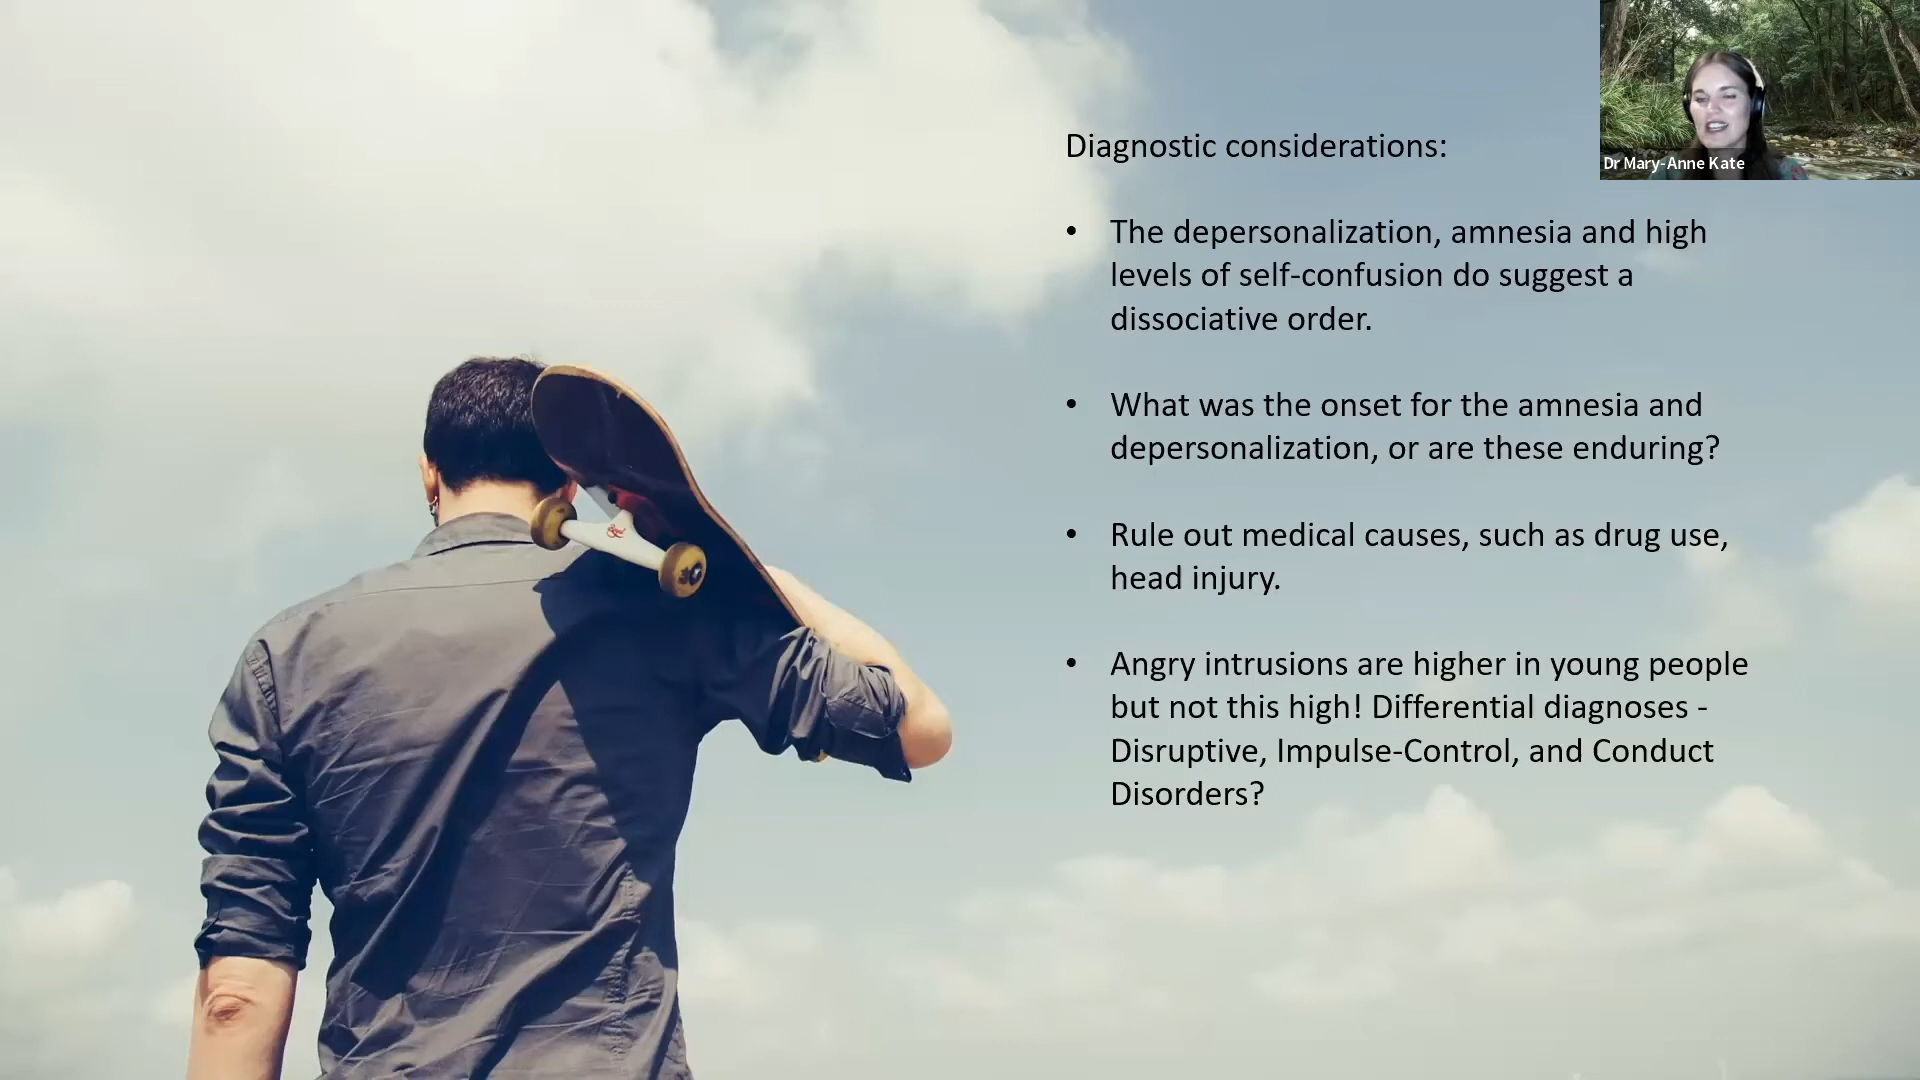 Diagnostic considerations:
Dr Mary-Anne Kate
• The depersonalization, amnesia and high
levels of self-confusion do suggest a
dissociative order.
• What was the onset for the amnesia and
depersonalization, or are these enduring?
• Rule out medical causes, such as drug use,
head injury.
• Angry intrusions are higher in young people
but not this high! Differential diagnoses -
Disruptive, Impulse-Control, and Conduct
Disorders?